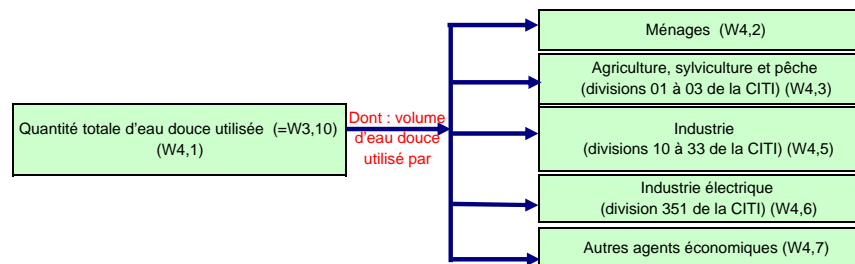 Quantité totale d'eau douce utilisée (=W3,10)
(W4,1)
Dont : volume
d'eau douce
utilisé par
Ménages (W4,2)
Agriculture, sylviculture et pêche
(divisions 01 à 03 de la CITI) (W4,3)
Industrie
(divisions 10 à 33 de la CITI) (W4,5)
Industrie électrique
(division 351 de la CITI) (W4,6)
Autres agents économiques (W4,7)